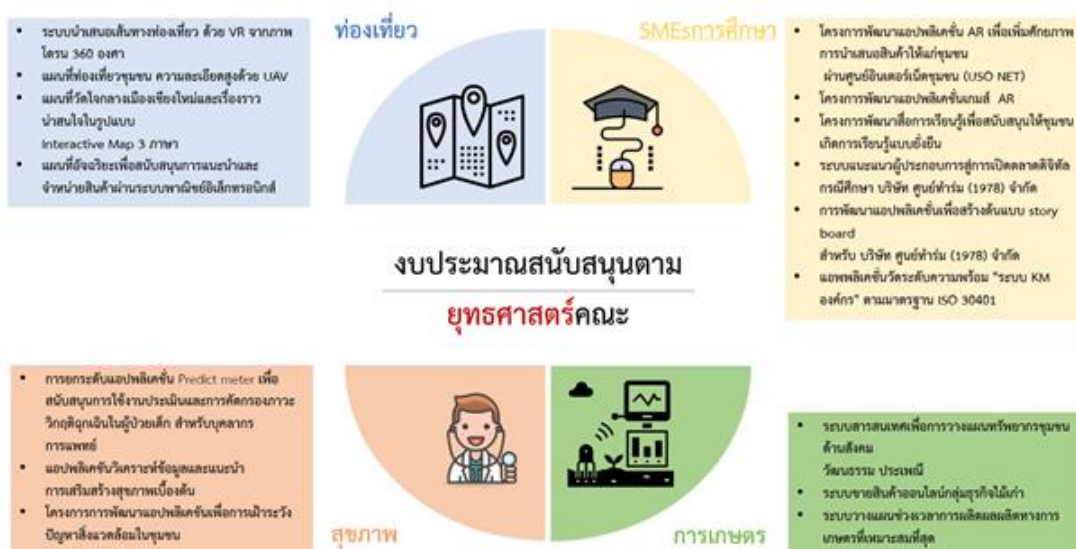 ท่องเที่ยว
SMEsการศึกษา
ระบบนำเสนอเส้นทางท่องเที่ยว ด้วย VR จากภาพ
โดรน 360 องศา
แผนที่ท่องเที่ยวชุมชน ความละเอียดสูงด้วย UAV
แผนที่วัดใจกลางเมืองเชียงใหม่และเรื่องราว
น่าสนใจในรูปแบบ
Interactive Map 3 ภาษา
แผนที่อัจฉริยะเพื่อสนับสนุนการแนะนำและ
จำหน่ายสินค้าผ่านระบบพาณิชย์อิเล็กทรอนิกส์
โครงการพัฒนาแอปพลิเคชั่น AR เพื่อเพิ่มศักยภาพ
การนำเสนอสินค้าให้แก่ชุมชน
ผ่านศูนย์อินเตอร์เน็ตชุมชน (USO NET)
โครงการพัฒนาแอปพลิเคชั่นเกมส์ AR
โครงการพัฒนาสื่อการเรียนรู้เพื่อสนับสนุนให้ชุมชน
เกิดการเรียนรู้แบบยั่งยืน
ระบบแนะแนวผู้ประกอบการสู่การเปิดตลาดดิจิทัล
กรณีศึกษา บริษัท ศูนย์ทำร่ม (1978) จำกัด
การพัฒนาแอปพลิเคชั่นเพื่อสร้างต้นแบบ story
board
สำหรับ บริษัท ศูนย์ทำร่ม (1978) จำกัด
แอพพลิเคชั่นวัดระดับความพร้อม "ระบบ KM
องค์กร" ตามมาตรฐาน ISO 30401
งบประมาณสนับสนุนตาม
ยุทธศาสตร์คณะ
การยกระดับแอปพลิเคชั่น Predict meter เพื่อ
สนับสนุนการใช้งานประเมินและการคัดกรองภาวะ
วิกฤติฉุกเฉินในผู้ป่วยเด็ก สำหรับบุคลากร
การแพทย์
แอปพลิเคชันวิเคราะห์ข้อมูลและแนะนำ
การเสริมสร้างสุขภาพเบื้องต้น
โครงการการพัฒนาแอปพลิเคชันเพื่อการเฝ้าระวัง
ปัญหาสิ่งแวดล้อมในชุมชน
สุขภาพ
การเกษตร
ระบบสารสนเทศเพื่อการวางแผนทรัพยากรชุมชน
ด้านสังคม
วัฒนธรรม ประเพณี
ระบบขายสินค้าออนไลน์กลุ่มธุรกิจไม้เก่า
ระบบวางแผนช่วงเวลาการผลิตผลผลิตทางการ
เกษตรที่เหมาะสมที่สุด